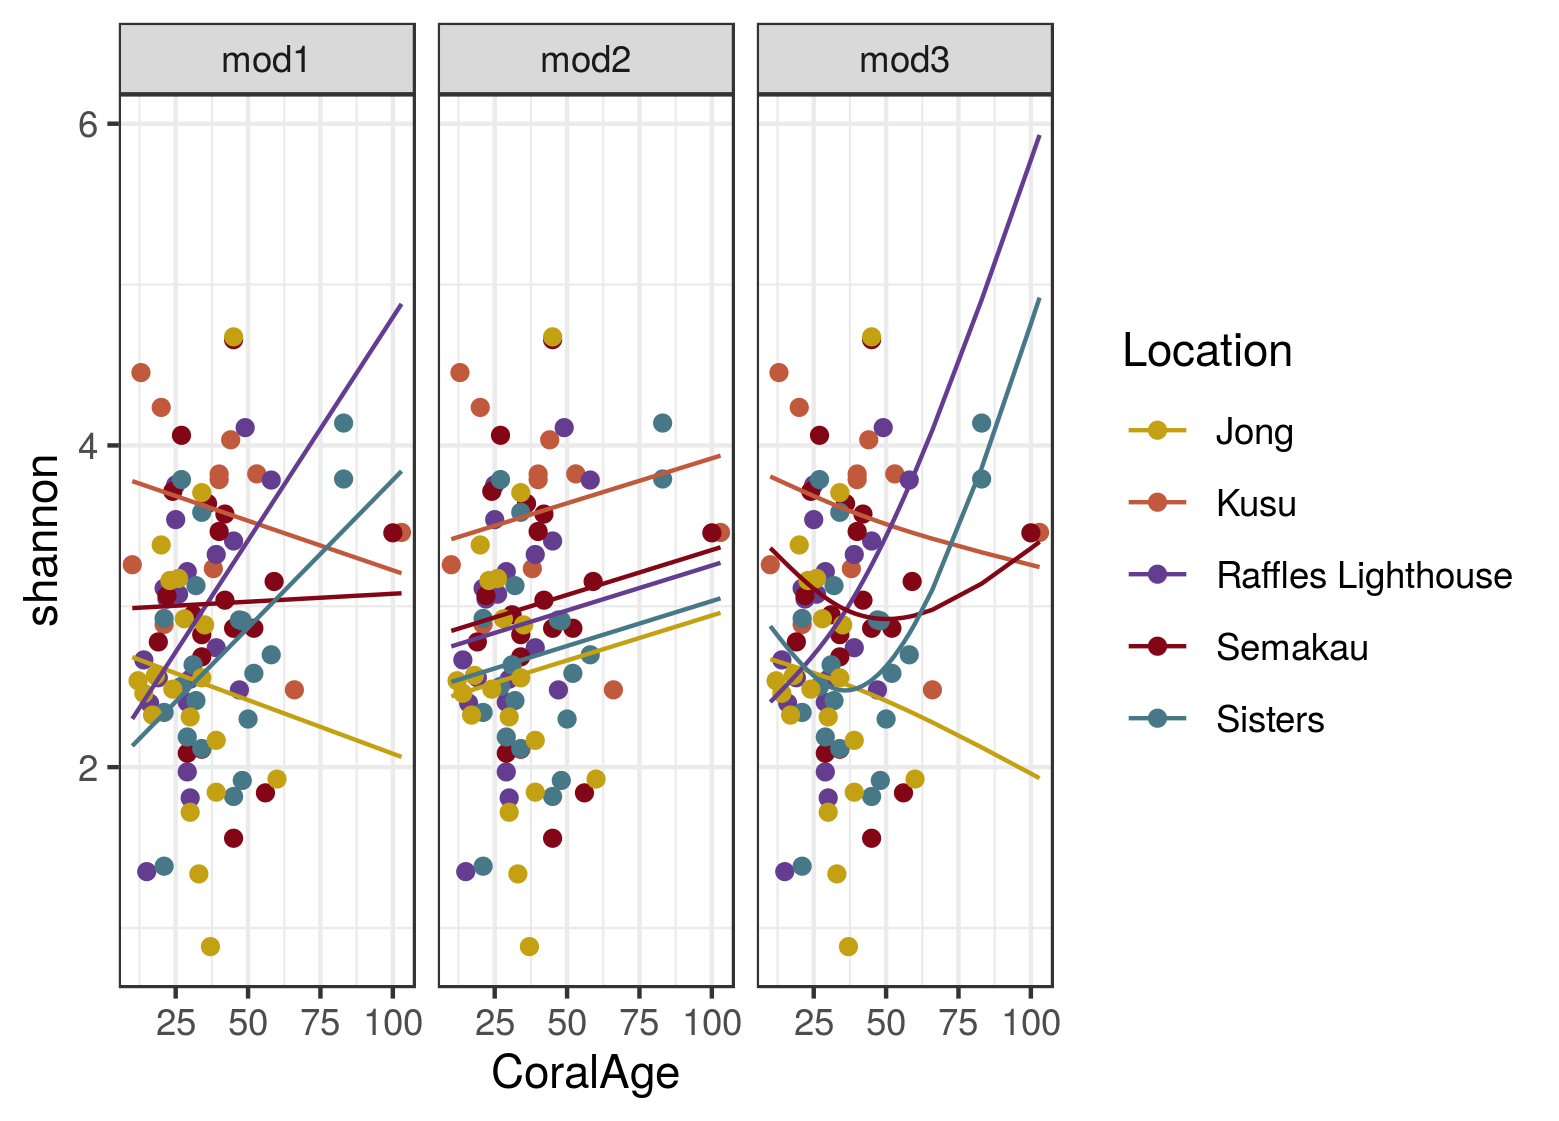 mod1 mod2 mod3
6
4
2
shannon
25 50 75 100 25 50 75 100 25 50 75 100
CoralAge
Location
Jong
Kusu
Raffles Lighthouse
Semakau
Sisters